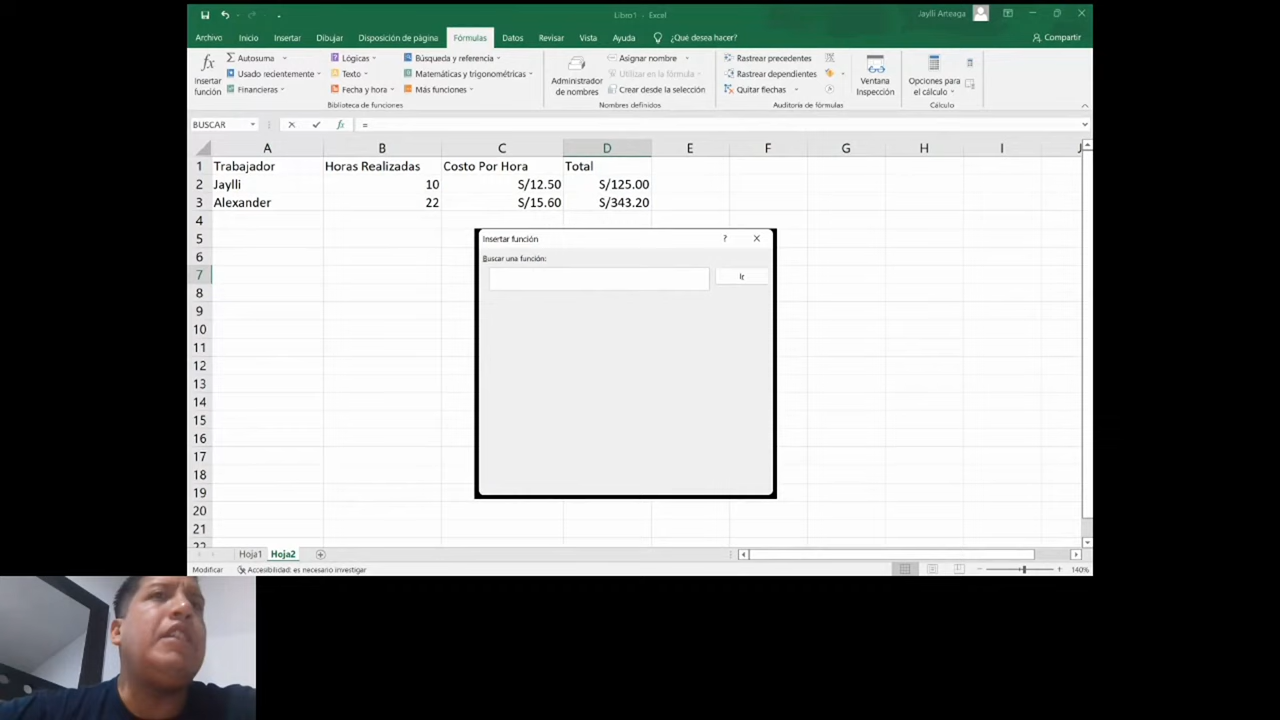 Libro1 - Excel
Jaylli Arteaga
Archivo Inicio Insertar Dibujar Disposición de página Fórmulas Datos Revisar Vista Ayuda ¿Qué desea hacer? Compartir
fx
Insertar función
Autosuma
Usado recientemente
Financieras
Lógicas
Texto
Fecha y hora
Búsqueda y referencia
Matemáticas y trigonométricas
Más funciones
Biblioteca de funciones
Administador de nombres
Asignar nombre
Utilizar en la fórmula
Crear desde la selección
Nombres definidos
Rastrear precedentes
Rastrear dependientes
Quitar flechas
Auditoría de fórmulas
Ventana Inspección
Opciones para el cálculo
Cálculo
BUSCAR fx =
A B C D E F G H I J
1 Trabajador Horas Realizadas Costo Por Hora Total
2 Jaylli 10 S/12.50 S/125.00
3 Alexander 22 S/15.60 S/343.20
4
5
6
7
8
9
10
11
12
13
14
15
16
17
18
19
20
21
22
Insertar función ? 
Buscar una función:
Ir
Hoja1 Hoja2
Modificar Accesibilidad: es necesario investigar 140%